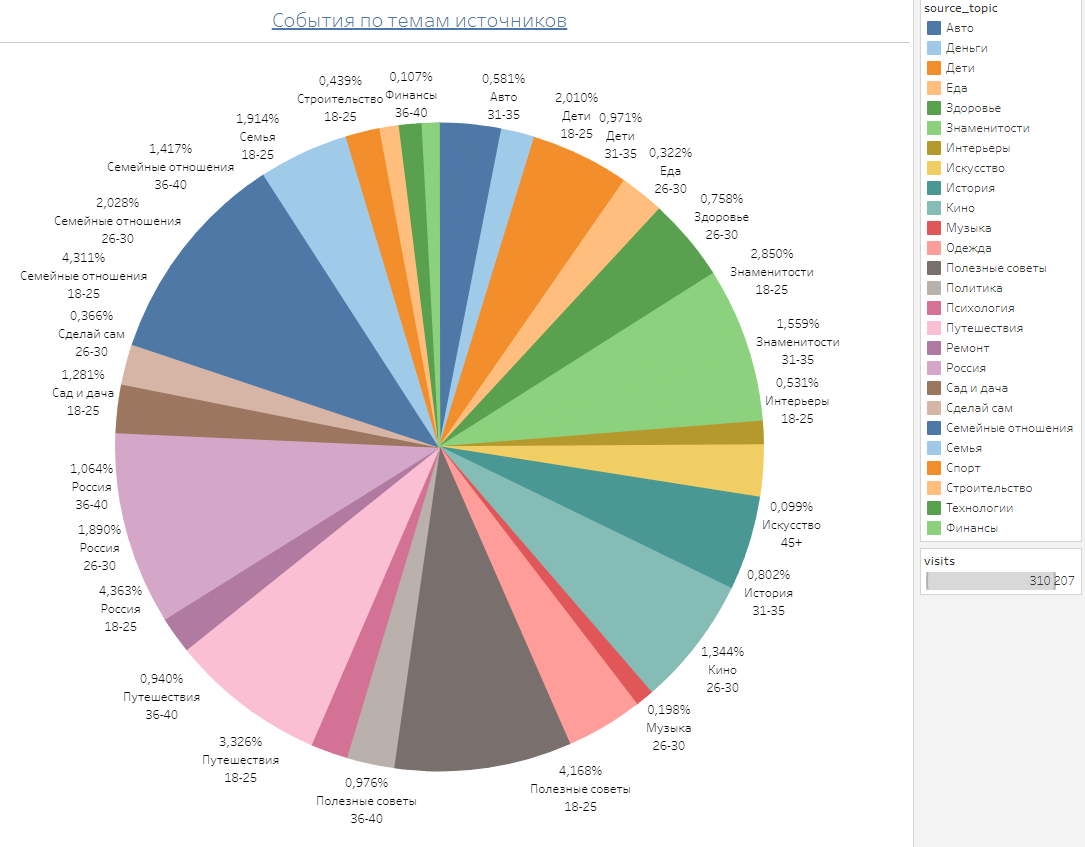 События по темам источников
0,581%
Авто
31-35
2,010%
Дети
18-25
0,971%
Дети
31-35
0,322%
Еда
26-30
0,758%
Здоровье
26-30
2,850%
Знаменитости
18-25
1,559%
Знаменитости
31-35
0,531%
Интерьеры
18-25
0,099%
Искусство
45+
0,802%
История
31-35
1,344%
Кино
26-30
0,198%
Музыка
26-30
4,168%
Полезные советы
18-25
0,976%
Полезные советы
36-40
3,326%
Путешествия
18-25
0,940%
Путешествия
36-40
4,363%
Россия
18-25
1,890%
Россия
26-30
1,064%
Россия
36-40
1,281%
Сад и дача
18-25
0,366%
Сделай сам
26-30
4,311%
Семейные отношения
18-25
2,028%
Семейные отношения
26-30
1,417%
Семейные отношения
36-40
1,914%
Семья
18-25
0,439%
Строительство
18-25
0,107%
Финансы
36-40
source_topic
Авто
Деньги
Дети
Еда
Здоровье
Знаменитости
Интерьеры
Искусство
История
Кино
Музыка
Одежда
Полезные советы
Политика
Психология
Путешествия
Ремонт
Россия
Сад и дача
Сделай сам
Семейные отношения
Семья
Спорт
Строительство
Технологии
Финансы
visits
310 207